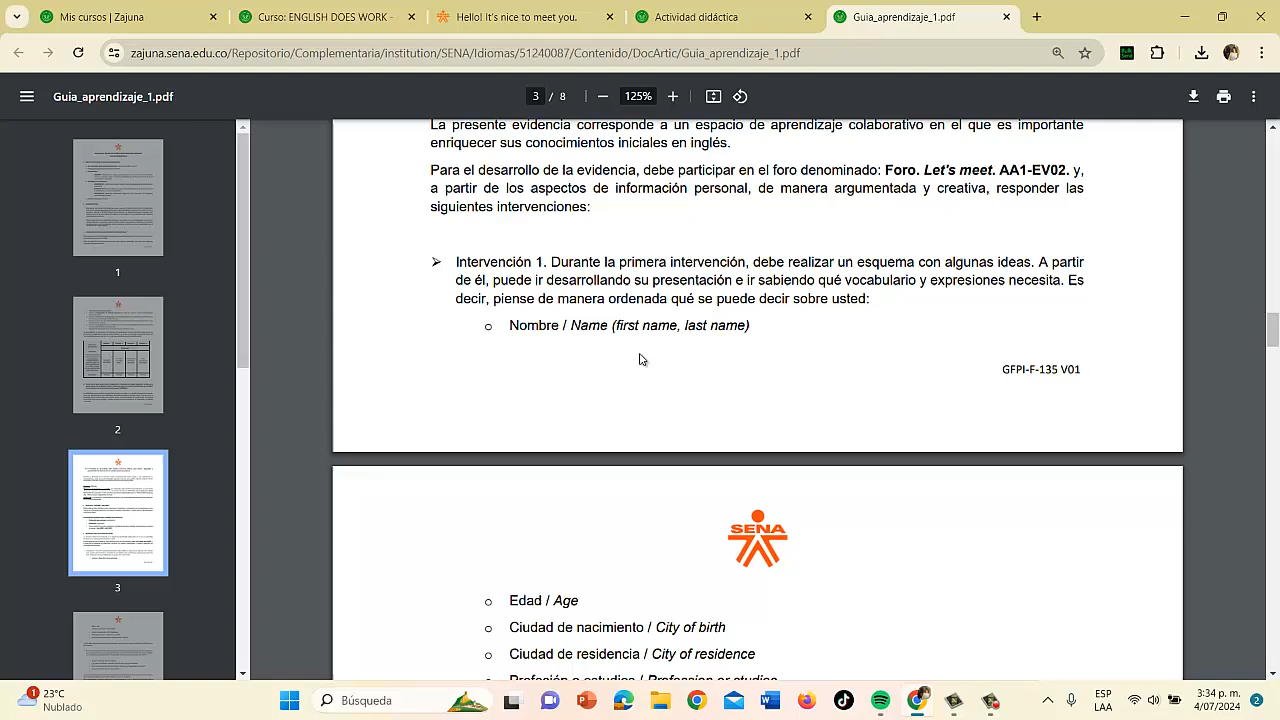 Mis cursos | Zajuna
Curso: ENGLISH DOES WORK -
Hello! It's nice to meet you.
Actividad didáctica
Guia_aprendizaje_1.pdf
zajuna.sena.edu.co/Repositorio/Complementaria/institution/SENA/Idiomas/51240087/Contenido/DocArtic/Guia_aprendizaje_1.pdf
Guia_aprendizaje_1.pdf
3 / 8
125%
La presente evidencia corresponde a un espacio de aprendizaje colaborativo en el que es importante
enriquecer sus conocimientos iniciales en inglés.
Para el desarrollo de la evidencia, debe participar en el foro denominado: Foro. Let's meet. AA1-EV02. y,
a partir de los aspectos de información personal, de manera argumentada y creativa, responder las
siguientes intervenciones:
➢ Intervención 1. Durante la primera intervención, debe realizar un esquema con algunas ideas. A partir
de él, puede ir desarrollando su presentación e ir sabiendo qué vocabulario y expresiones necesita. Es
decir, piense de manera ordenada qué se puede decir sobre usted:
o Nombre / Name (first name, last name)
GFPI-F-135 V01
SENA
o Edad / Age
o Ciudad de nacimiento / City of birth
o Ciudad de residencia / City of residence
o Profesión o estudios / Profession or studies
1
2
3
1
23°C
Nublado
Búsqueda
ESP
LAA
3:34 p. m.
4/07/2024
2